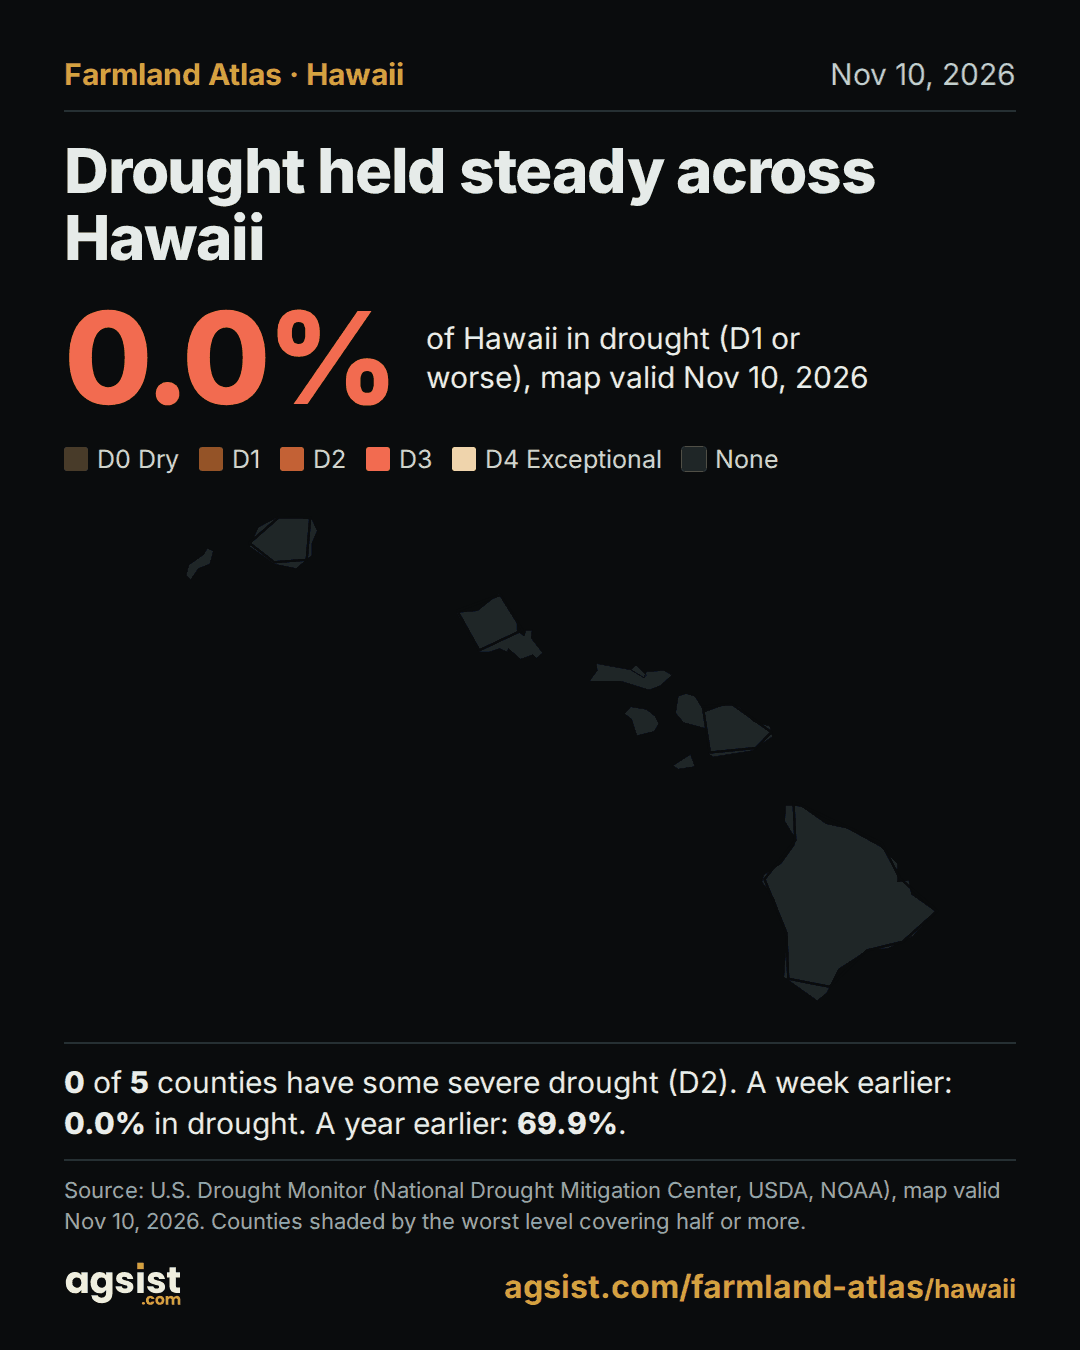 Farmland Atlas · Hawaii
Nov 10, 2026
Drought held steady across
Hawaii
0.0%
of Hawaii in drought (D1 or
worse), map valid Nov 10, 2026
D0 Dry D1 D2 D3 D4 Exceptional None
0 of 5 counties have some severe drought (D2). A week earlier:
0.0% in drought. A year earlier: 69.9%.
Source: U.S. Drought Monitor (National Drought Mitigation Center, USDA, NOAA), map valid
Nov 10, 2026. Counties shaded by the worst level covering half or more.
agsist
.com
agsist.com/farmland-atlas/hawaii